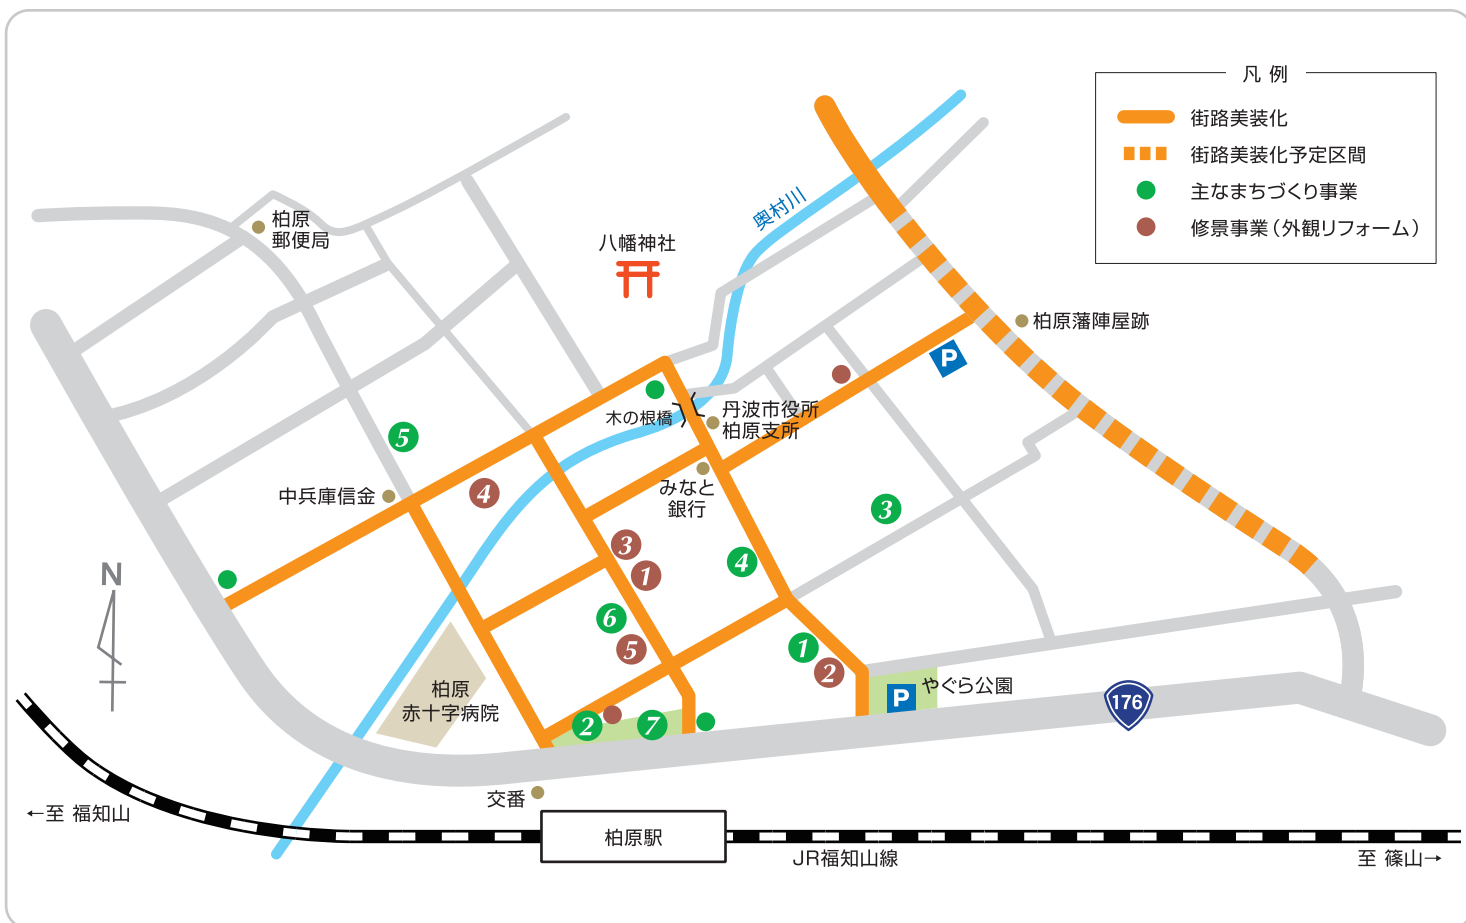 凡 例
街路美装化
街路美装化予定区間
主なまちづくり事業
修景事業（外観リフォーム）
柏原
郵便局
八幡神社
奥村川
柏原藩陣屋跡
P
木の根橋
丹波市役所
柏原支所
5
中兵庫信金
4
みなと
銀行
3
3
1
4
6
5
1
2
N
柏原
赤十字病院
2
7
P
やぐら公園
176
交番
←至 福知山
柏原駅
JR福知山線
至 篠山→